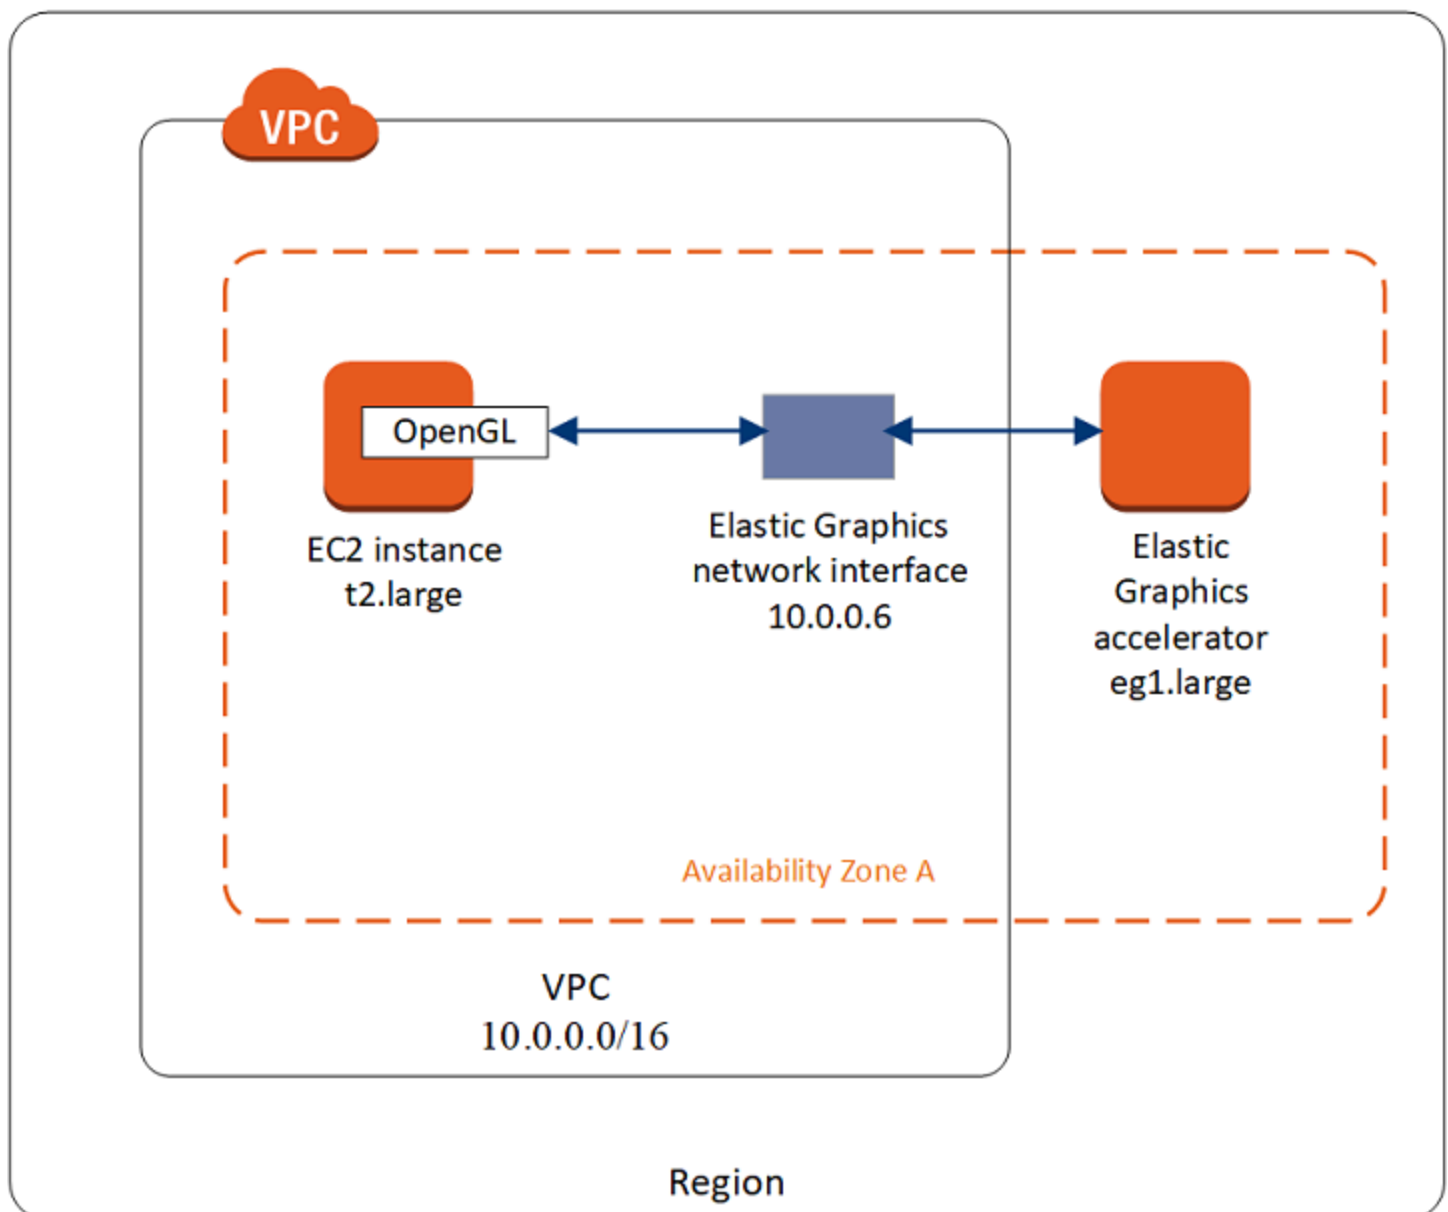 VPC
OpenGL
EC2 instance
t2.large
Elastic Graphics
network interface
10.0.0.6
Elastic
Graphics
accelerator
eg1.large
Availability Zone A
VPC
10.0.0.0/16
Region